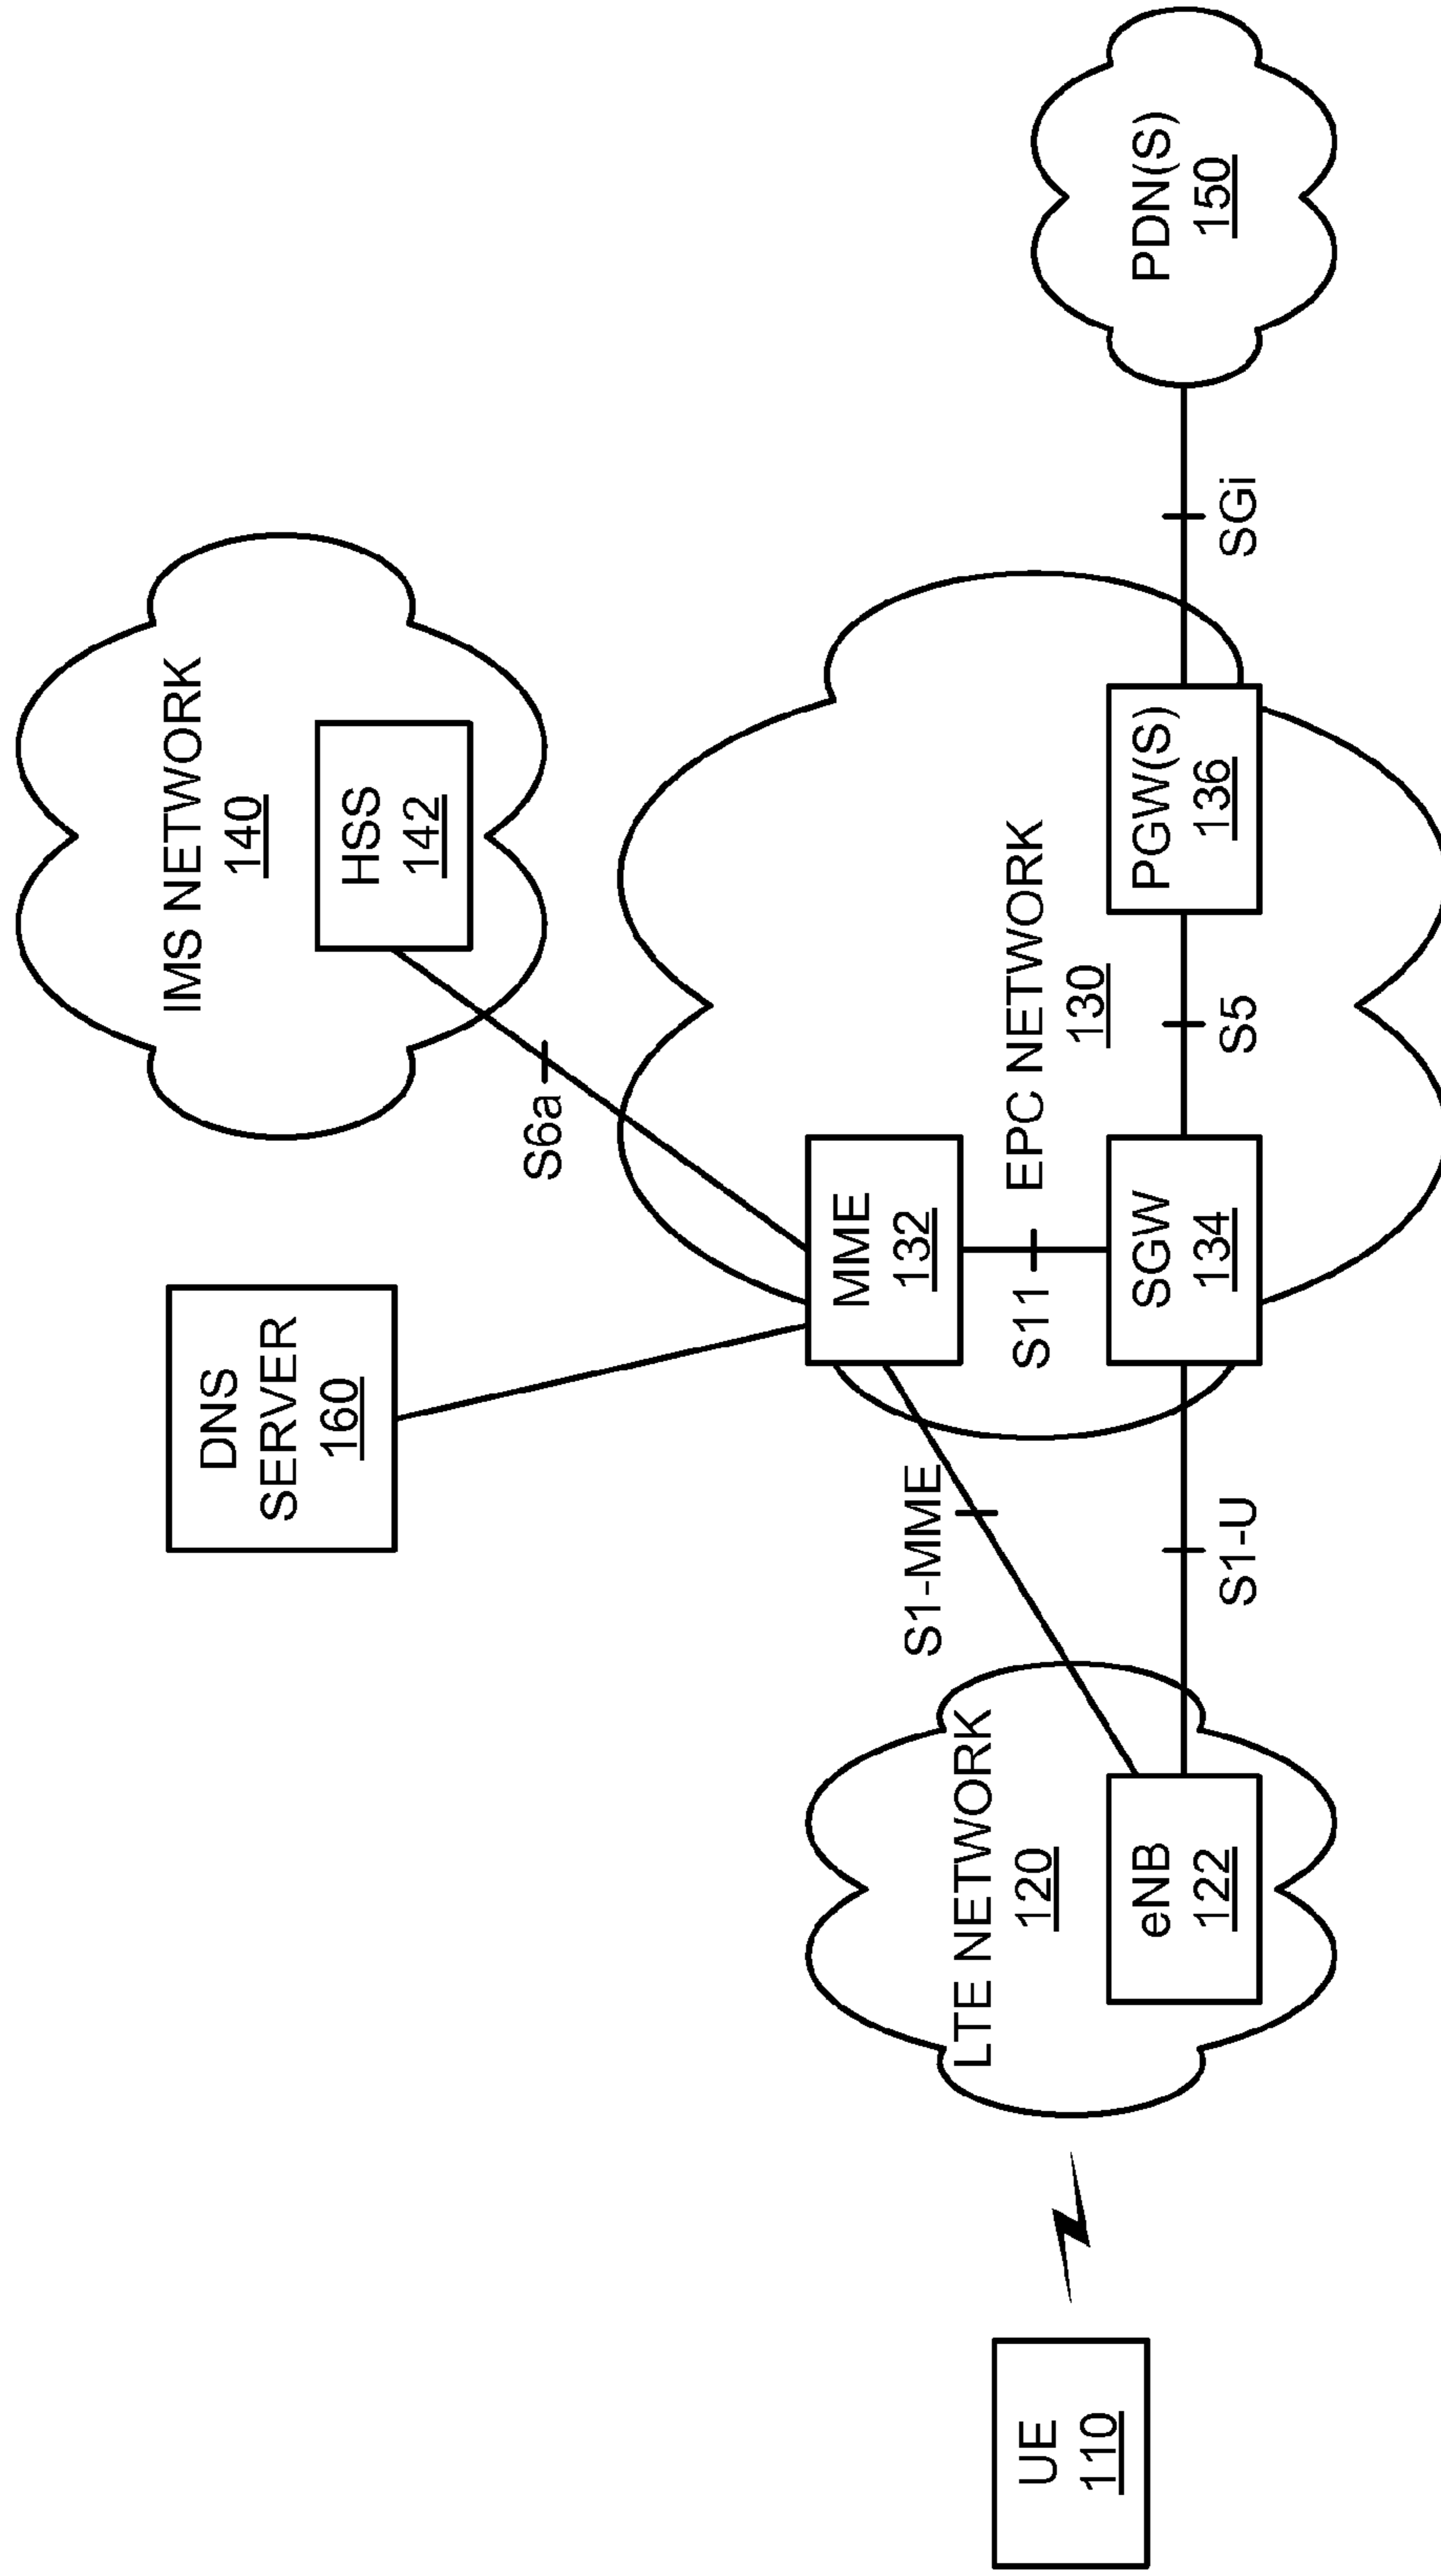 IMS NETWORK
140
HSS
142
DNS
SERVER
160
S6a
MME
132
EPC NETWORK
130
S11
S1-MME
LTE NETWORK
120
UE
110
eNB
122
S1-U
SGW
134
S5
PGW(S)
136
SGi
PDN(S)
150